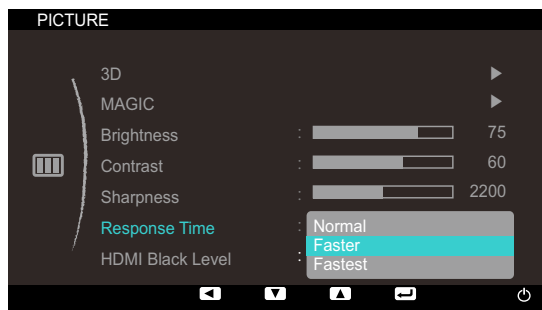 PICTURE
3D
MAGIC
Brightness : 75
Contrast : 60
Sharpness : 2200
Response Time : Normal
Faster
HDMI Black Level : Fastest